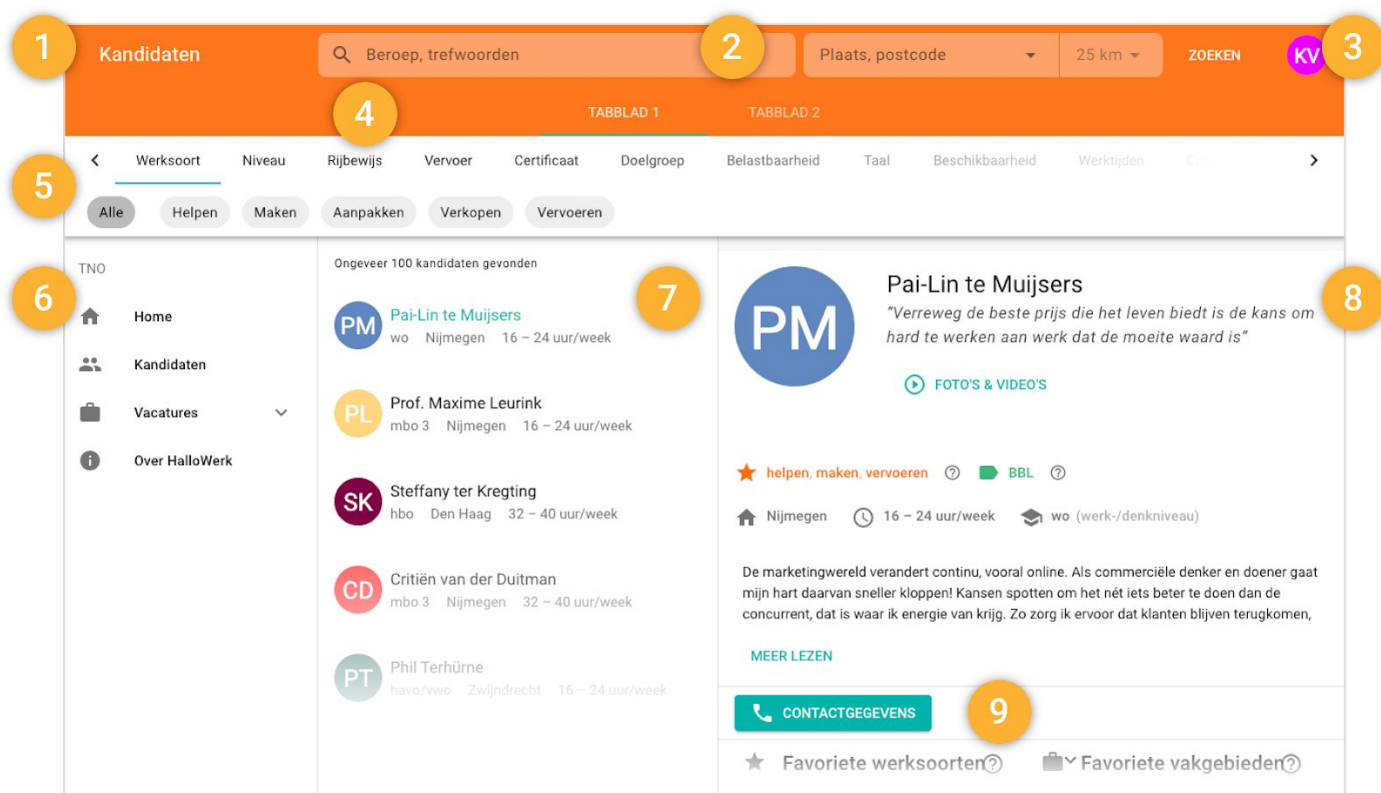 1
Kandidaten
Beroep, trefwoorden
2
Plaats, postcode
25 km
ZOEKEN
KV
3
4
TABBLAD 1
TABBLAD 2
5
Werksoort Niveau Rijbewijs Vervoer Certificaat Doelgroep Belastbaarheid Taal Beschikbaarheid Werktijden
Alle Helpen Maken Aanpakken Verkopen Vervoeren
6
TNO
Home
Kandidaten
Vacatures
Over HalloWerk
Ongeveer 100 kandidaten gevonden
7
PM
Pai-Lin te Muijsers
wo Nijmegen 16 – 24 uur/week
PL
Prof. Maxime Leurink
mbo 3 Nijmegen 16 – 24 uur/week
SK
Steffany ter Kregting
hbo Den Haag 32 – 40 uur/week
CD
Critiën van der Duitman
mbo 3 Nijmegen 32 – 40 uur/week
PT
Phil Terhürne
havo/vwo Zwijndrecht 16 – 24 uur/week
8
PM
Pai-Lin te Muijsers
"Verreweg de beste prijs die het leven biedt is de kans om
hard te werken aan werk dat de moeite waard is"
FOTO'S & VIDEO'S
helpen, maken, vervoeren BBL
Nijmegen 16 – 24 uur/week wo (werk-/denkniveau)
De marketingwereld verandert continu, vooral online. Als commerciële denker en doener gaat
mijn hart daarvan sneller kloppen! Kansen spotten om het nét iets beter te doen dan de
concurrent, dat is waar ik energie van krijg. Zo zorg ik ervoor dat klanten blijven terugkomen,
MEER LEZEN
CONTACTGEGEVENS
9
Favoriete werksoorten Favoriete vakgebieden